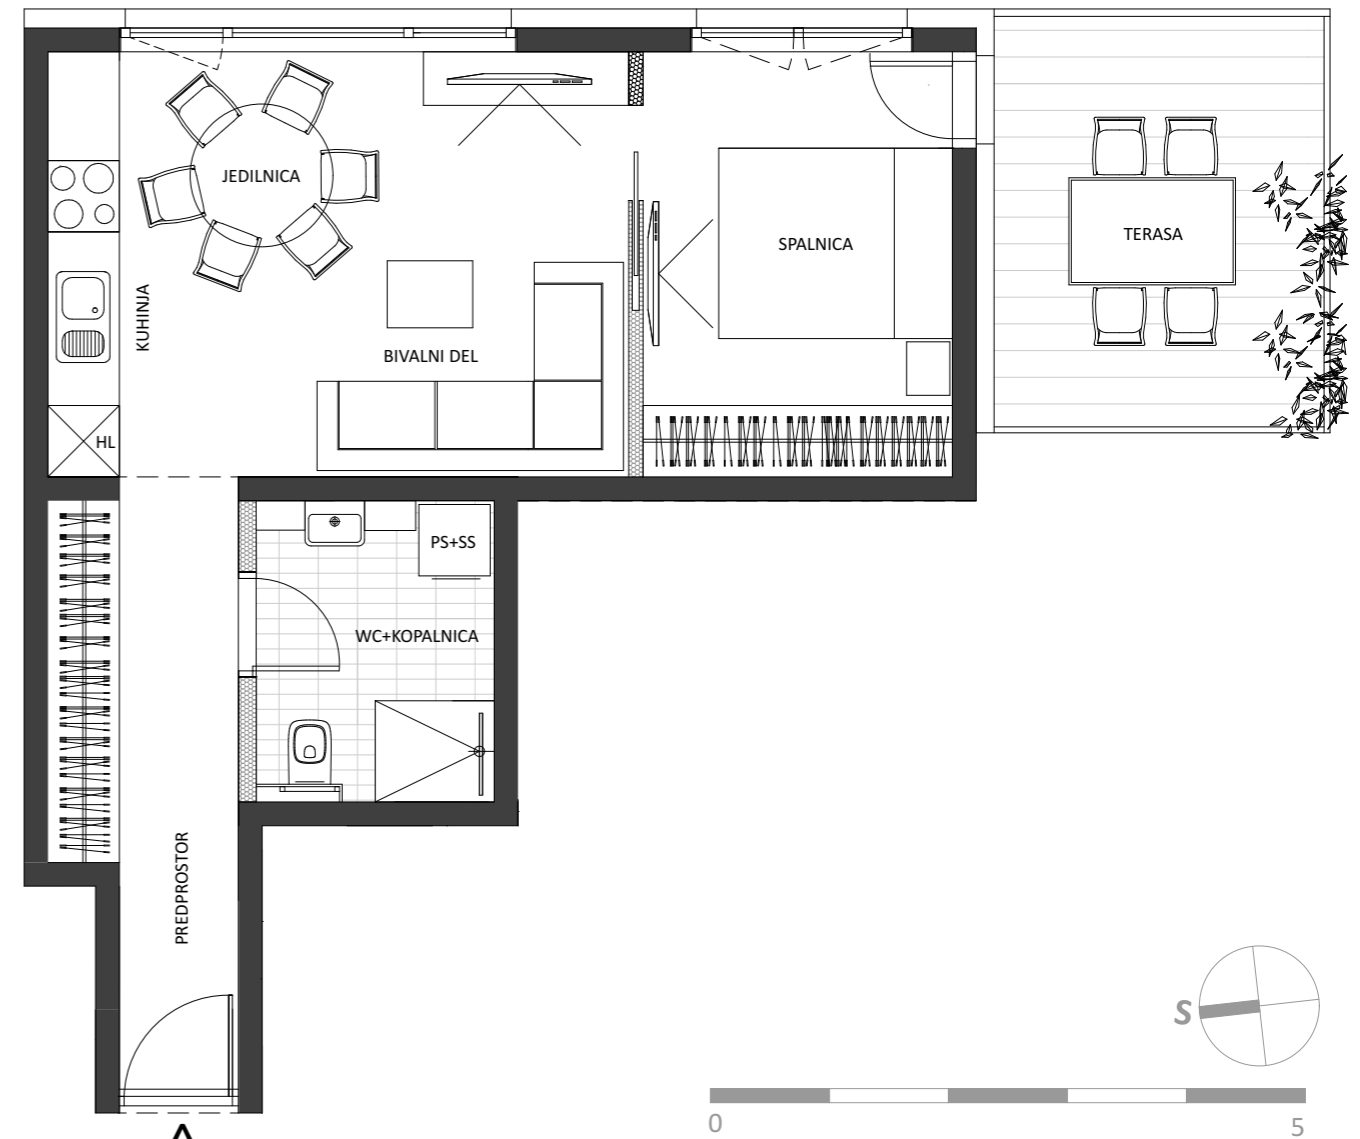 JEDILNICA
SPALNICA
TERASA
KUHINJA
BIVALNI DEL
HL
PS+SS
WC+KOPALNICA
PREDPROSTOR
S
0
5